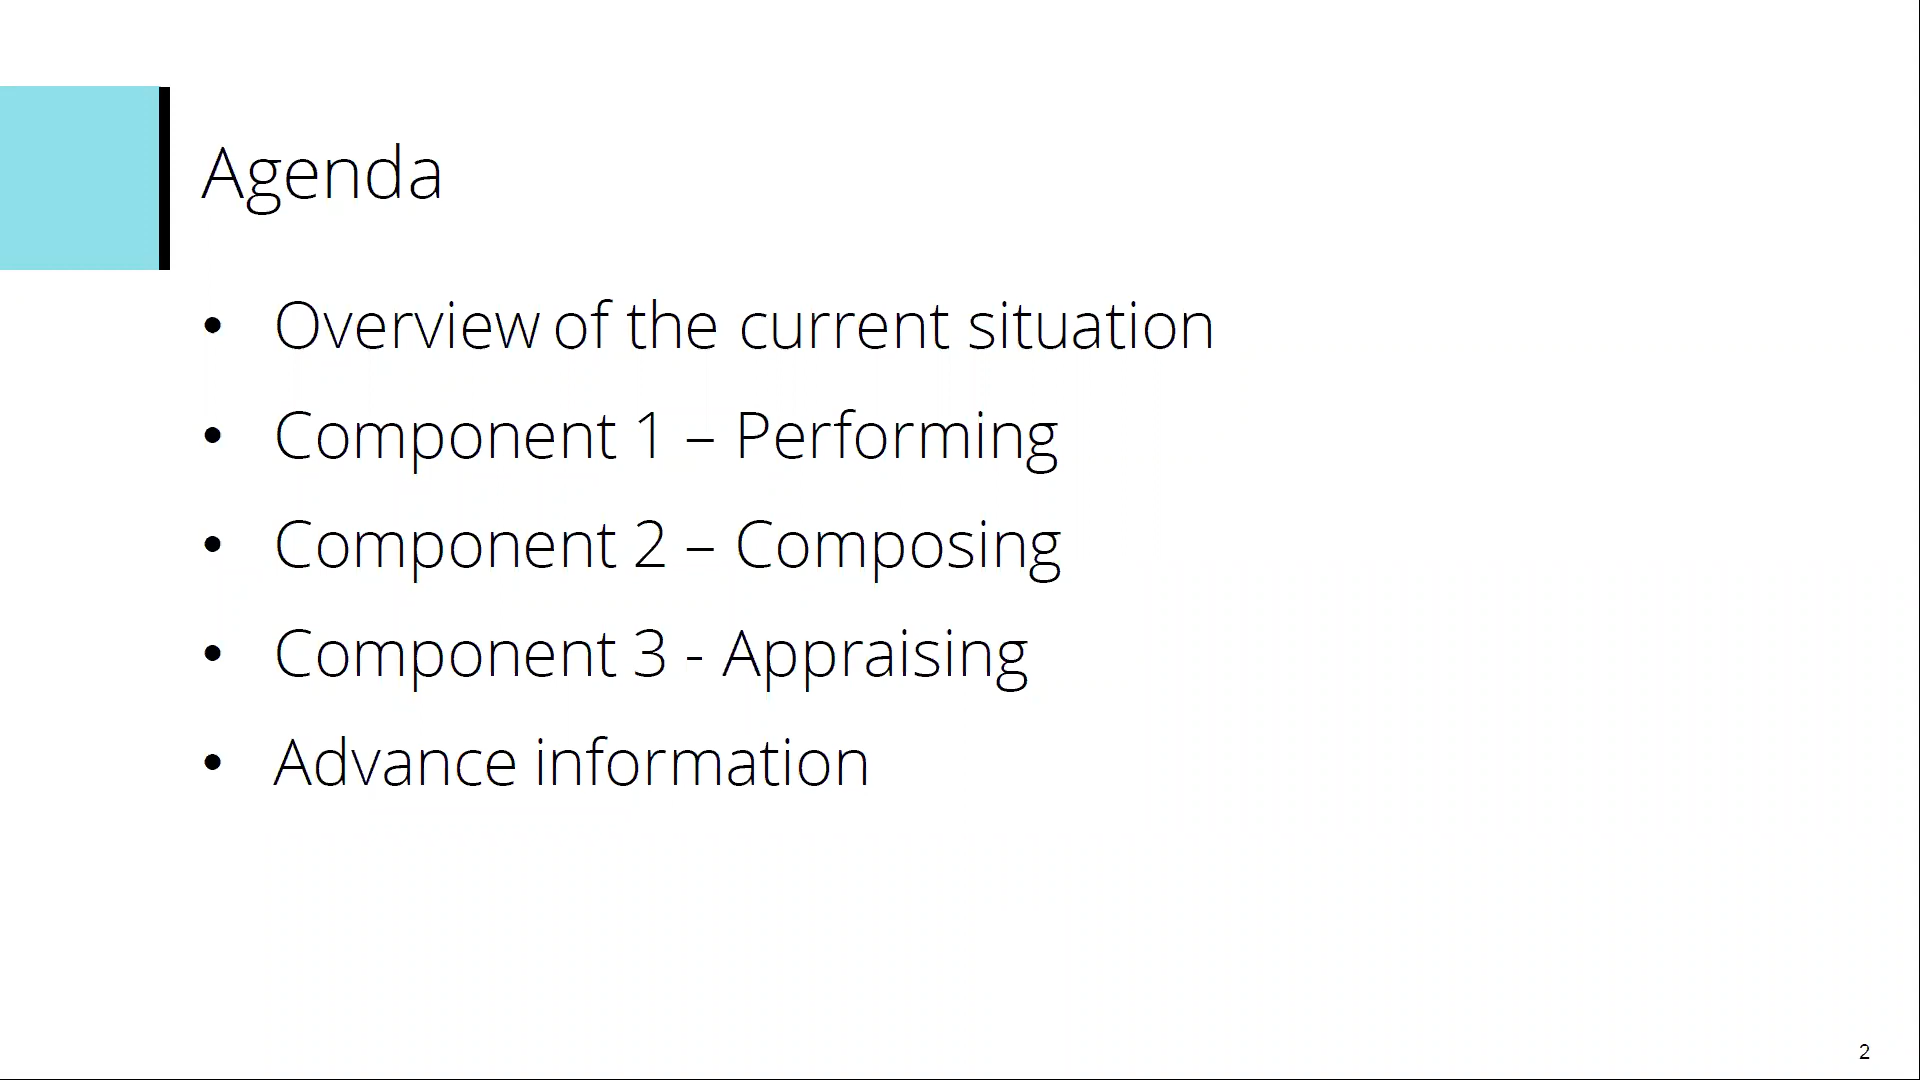 Agenda
• Overview of the current situation
• Component 1 – Performing
• Component 2 – Composing
• Component 3 - Appraising
• Advance information
2